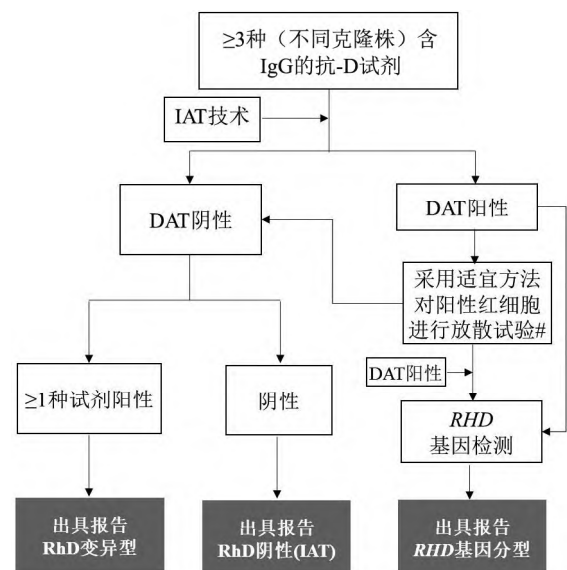 ≥3种（不同克隆株）含
IgG的抗-D试剂
IAT技术
DAT阴性
DAT阳性
采用适宜方法
对阳性红细胞
进行放散试验#
DAT阳性
≥1种试剂阳性
阴性
RHD
基因检测
出具报告
RhD变异型
出具报告
RhD阴性(IAT)
出具报告
RHD基因分型